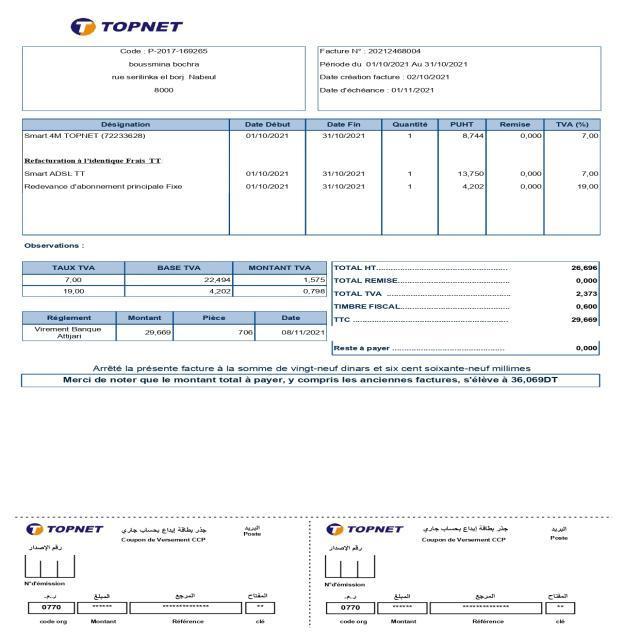 TOPNET
Code : P-2017-169265
boussmina bochra
rue serilinka el borj Nabeul
8000
Facture N° : 20212468004
Période du 01/10/2021 Au 31/10/2021
Date création facture : 02/10/2021
Date d'échéance : 01/11/2021
Désignation Date Début Date Fin Quantité PUHT Remise TVA (%)
Smart 4M TOPNET (72233628) 01/10/2021 31/10/2021 1 8,744 0,000 7,00
Refacturation à l'identique Frais TT
Smart ADSL TT 01/10/2021 31/10/2021 1 13,750 0,000 7,00
Redevance d'abonnement principale Fixe 01/10/2021 31/10/2021 1 4,202 0,000 19,00
Observations :
TAUX TVA BASE TVA MONTANT TVA
7,00 22,494 1,575
19,00 4,202 0,798
Réglement Montant Pièce Date
Virement Banque Attijari 29,669 706 08/11/2021
TOTAL HT 26,696
TOTAL REMISE 0,000
TOTAL TVA 2,373
TIMBRE FISCAL 0,600
TTC 29,669
Reste à payer 0,000
Arrêté la présente facture à la somme de vingt-neuf dinars et six cent soixante-neuf millimes
Merci de noter que le montant total à payer, y compris les anciennes factures, s'élève à 36,069DT
TOPNET جذر بطاقة إيداع بحساب جاري البريد
Coupon de Versement CCP Poste
رقم الإصدار
N°d'émission
ر.م. المبلغ المرجع المفتاح
0770 ****** ************** **
code org Montant Référence clé
TOPNET جذر بطاقة إيداع بحساب جاري البريد
Coupon de Versement CCP Poste
رقم الإصدار
N°d'émission
ر.م. المبلغ المرجع المفتاح
0770 ****** ************** **
code org Montant Référence clé